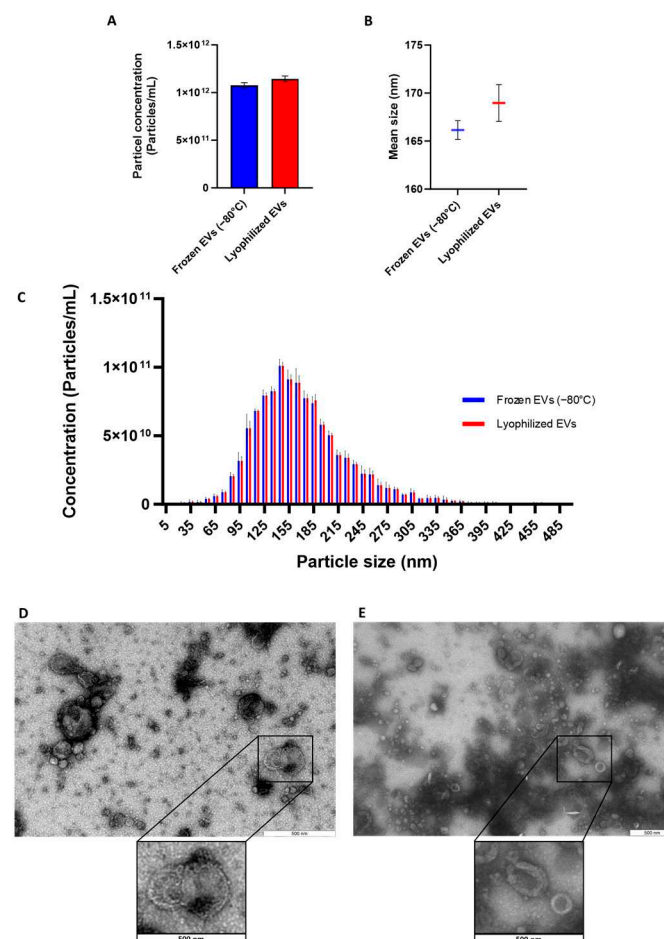 A
Particel concentration
(Particles/mL)
1.5×10¹²
1×10¹²
5×10¹¹
0
Frozen EVs (−80°C)
Lyophilized EVs
B
Mean size (nm)
175
170
165
160
Frozen EVs (−80°C)
Lyophilized EVs
C
Concentration (Particles/mL)
1.5×10¹¹
1×10¹¹
5×10¹⁰
0
5 35 65 95 125 155 185 215 245 275 305 335 365 395 425 455 485
Particle size (nm)
Frozen EVs (−80°C)
Lyophilized EVs
D
500 nm
500 nm
E
500 nm
500 nm